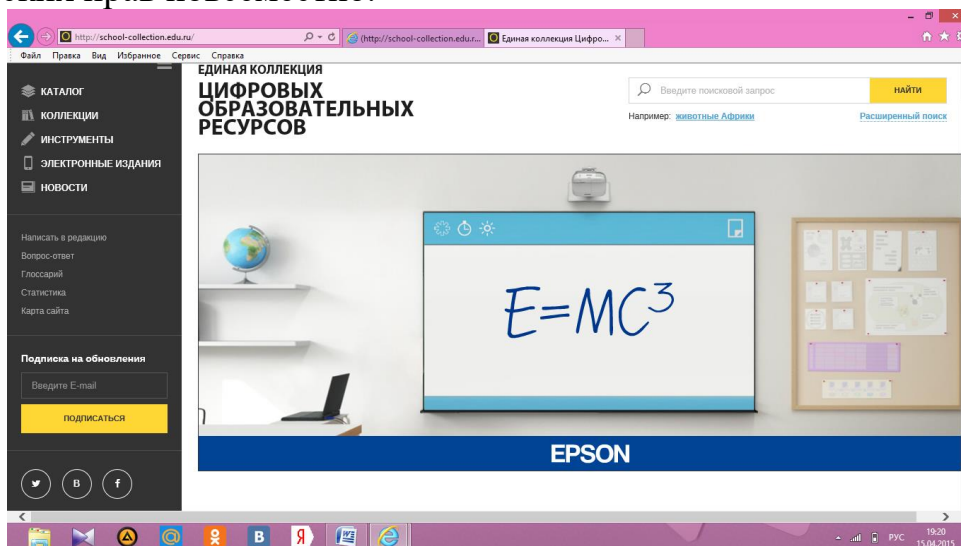 http://school-collection.edu.ru/
(http://school-collection.edu.r...
Единая коллекция Цифро...
Файл Правка Вид Избранное Сервис Справка
КАТАЛОГ
КОЛЛЕКЦИИ
ИНСТРУМЕНТЫ
ЭЛЕКТРОННЫЕ ИЗДАНИЯ
НОВОСТИ
Написать в редакцию
Вопрос-ответ
Глоссарий
Статистика
Карта сайта
Подписка на обновления
Введите E-mail
ПОДПИСАТЬСЯ
ЕДИНАЯ КОЛЛЕКЦИЯ
ЦИФРОВЫХ
ОБРАЗОВАТЕЛЬНЫХ
РЕСУРСОВ
Введите поисковой запрос
НАЙТИ
Например: животные Африки
Расширенный поиск
E=MC³
EPSON
РУС
19:20
15.04.2015